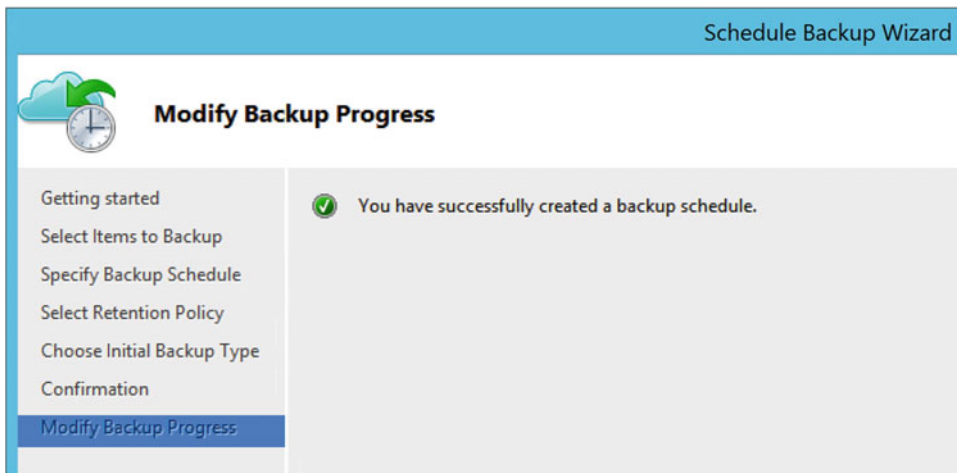 Schedule Backup Wizard
Modify Backup Progress
Getting started
You have successfully created a backup schedule.
Select Items to Backup
Specify Backup Schedule
Select Retention Policy
Choose Initial Backup Type
Confirmation
Modify Backup Progress